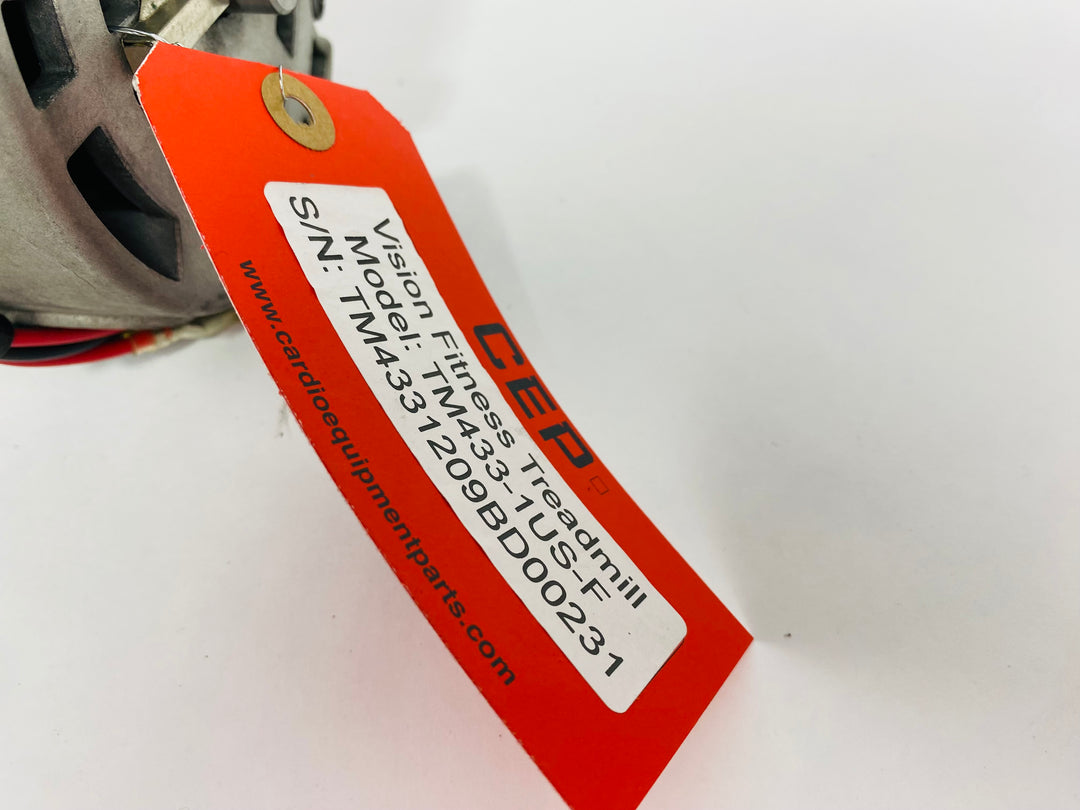 CEP
Vision Fitness Treadmill
Model: TM433-1US-F
S/N: TM4331209BD00231
www.cardioequipmentparts.com